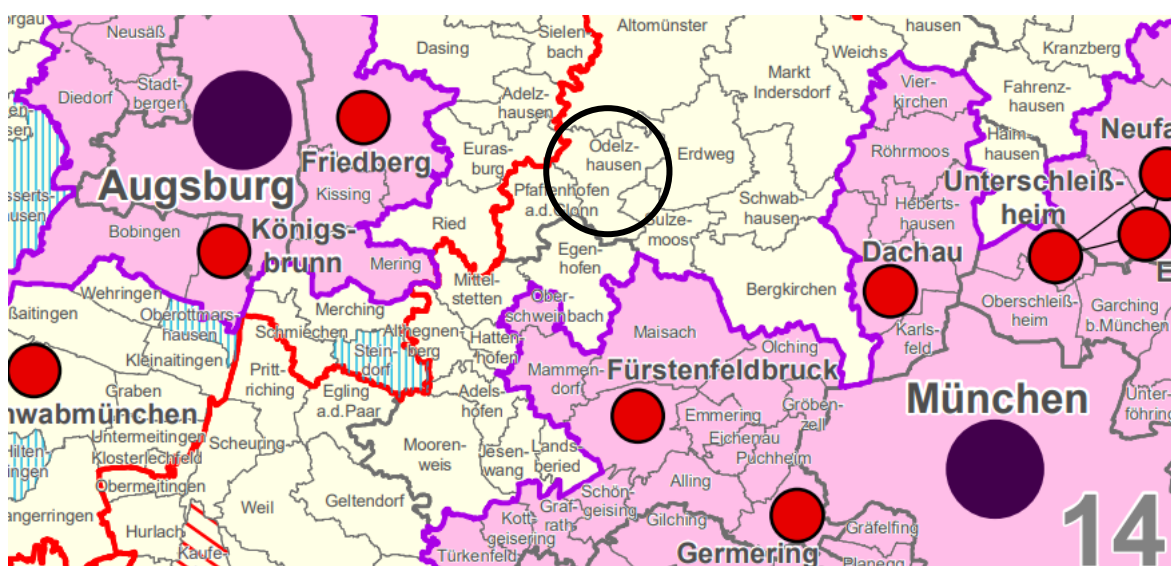 Neusäß
Dasing
Sielen-
bach
Altomünster
Weichs
hausen
Kranzberg
Stadt-
bergen
Diedorf
Adelz-
hausen
Markt
Indersdorf
Vier-
kirchen
Fahrenz-
hausen
Friedberg
Euras-
burg
Odelz-
hausen
Erdweg
Röhrmoos
Haim-
hausen
Neufa
Augsburg
Kissing
Pfaffenhofen
a.d.Glonn
Sulze-
moos
Schwab-
hausen
Hebertshausen
Unterschleiß-
heim
Bobingen
Königs-
brunn
Ried
Mering
Egen-
hofen
Dachau
Bergkirchen
Wehringen
Oberottmars-
hausen
Merching
Mittel-
stetten
Ober-
schweinbach
Maisach
Oberschleiß-
heim
Garching
b.München
E
Kleinaitingen
Schmiechen
Stein-
dorf
Althegnen-
berg
Hatten-
hofen
Olching
Karls-
feld
Graben
Pritt-
riching
Egling
a.d.Paar
Adels-
hofen
Mammen-
dorf
Fürstenfeldbruck
München
Unter-
föhring
hwabmünchen
Untermeitingen
Klosterlechfeld
Obermeitingen
Scheuring
Mooren-
weis
Jesen-
wang
Lands-
beried
Emmering
Eichenau
Puchheim
Gröben-
zell
Alling
angerringen
Hurlach
Kaufe-
Weil
Geltendorf
Kott-
geisering
Türkenfeld
Graf-
rath
Schön-
geising
Gilching
Germering
Gräfelfing
Planegg
14